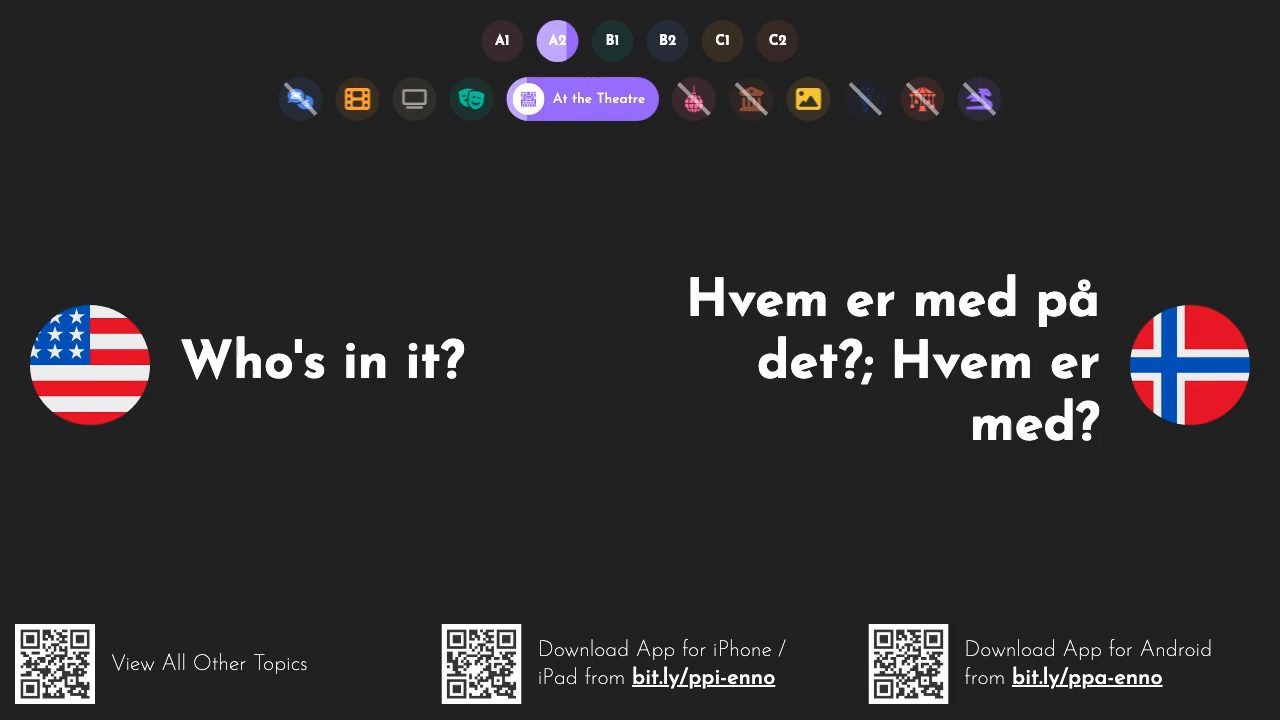 A1 A2 B1 B2 C1 C2
At the Theatre
Who's in it?
Hvem er med på
det?; Hvem er
med?
View All Other Topics
Download App for iPhone /
iPad from bit.ly/ppi-enno
Download App for Android
from bit.ly/ppa-enno